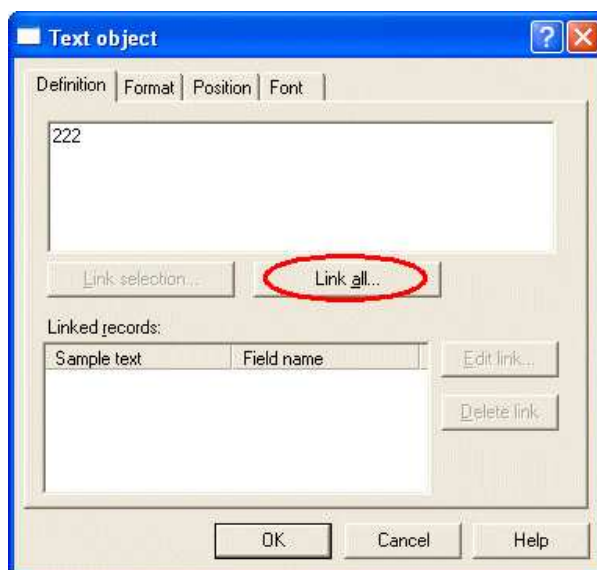 Text object
Definition Format Position Font
222
Link selection... Link all...
Linked records:
Sample text Field name
Edit link...
Delete link
OK Cancel Help